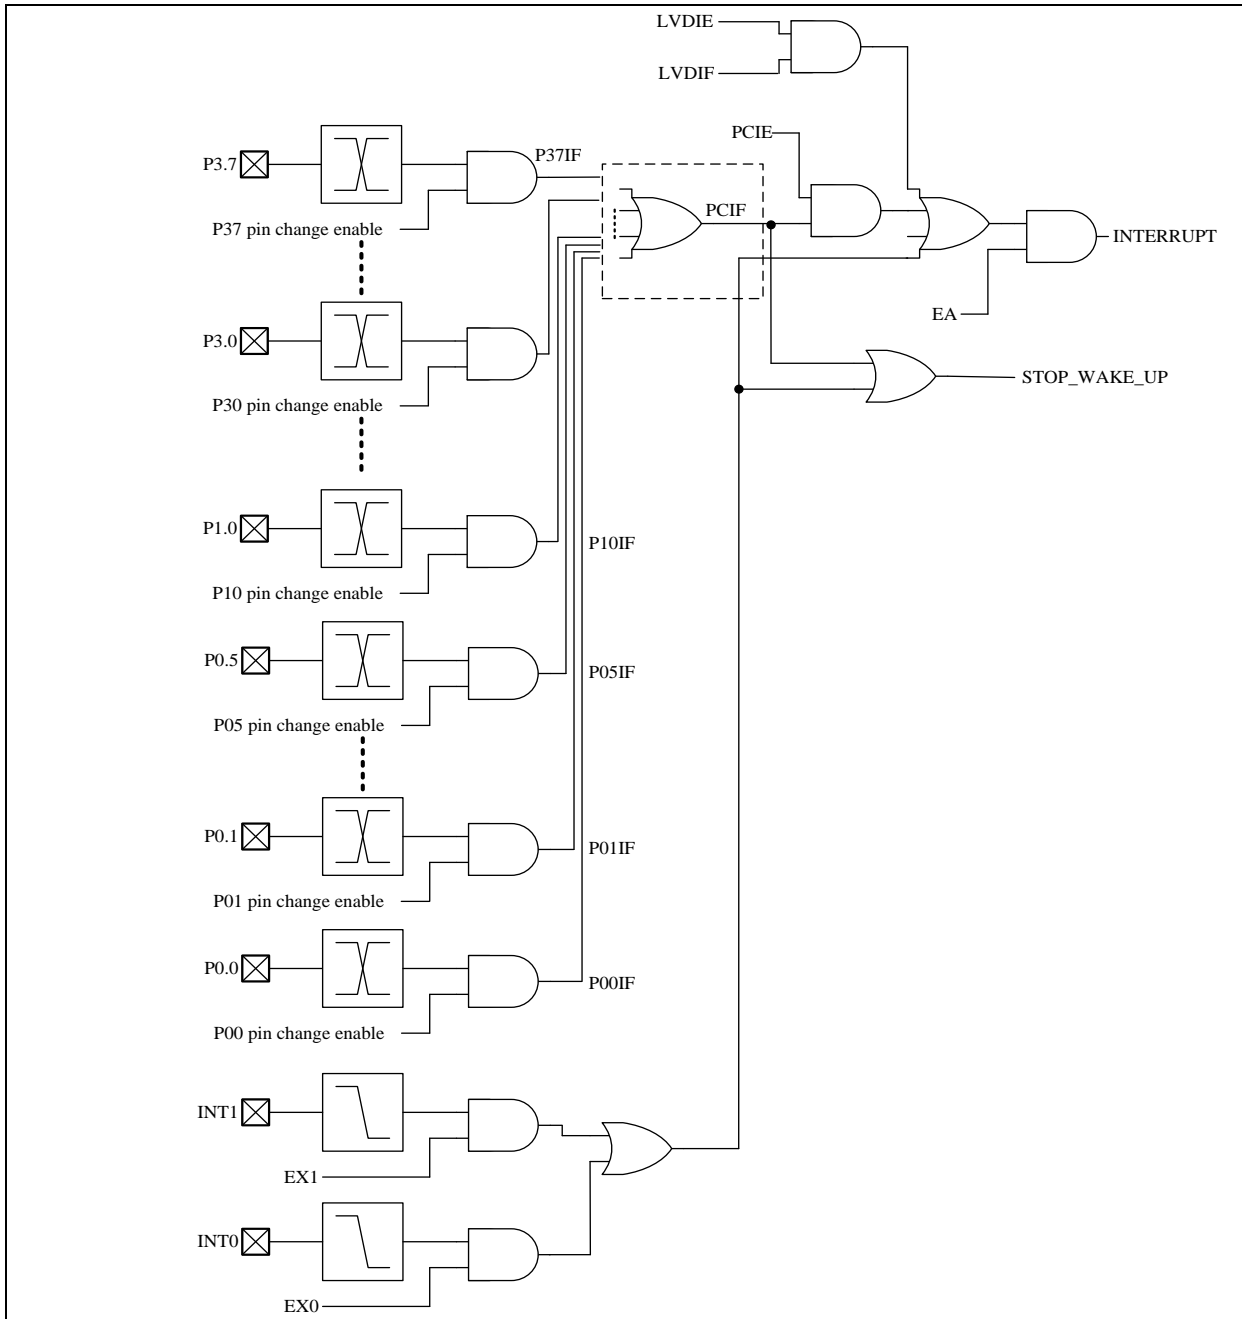 LVDIE
LVDIF
PCIE
P3.7
P37IF
PCIF
P37 pin change enable
INTERRUPT
EA
P3.0
STOP_WAKE_UP
P30 pin change enable
P1.0
P10IF
P10 pin change enable
P0.5
P05IF
P05 pin change enable
P0.1
P01IF
P01 pin change enable
P0.0
P00IF
P00 pin change enable
INT1
EX1
INT0
EX0